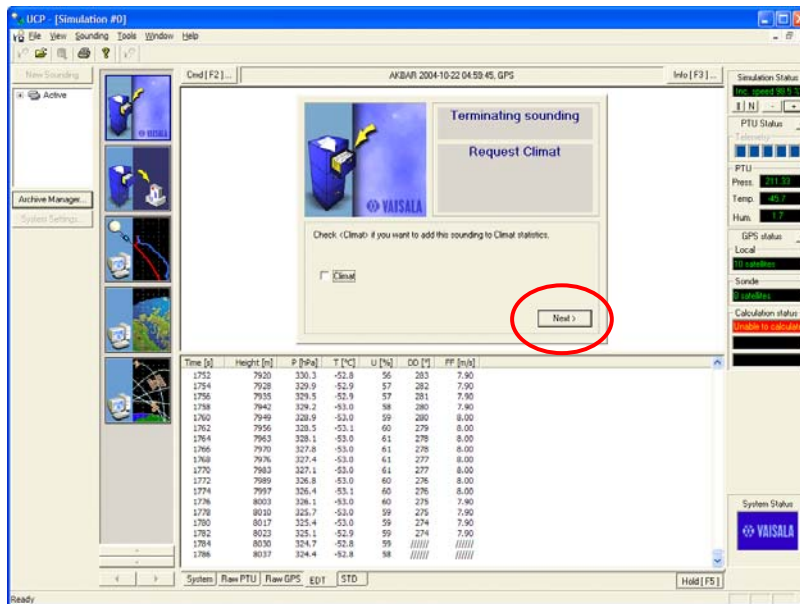 UCP - [Simulation #0]
File View Sounding Tools Window Help
New Sounding
Active
Archive Manager...
System Settings...
VAISALA
Cmd [ F2 ] ...
AKBAR 2004-10-22 04:59:45, GPS
Info [ F3 ] ...
Terminating sounding
Request Climat
VAISALA
Check <Climat> if you want to add this sounding to Climat statistics.
Climat
Next >
Time [s] Height [m] P [hPa] T [°C] U [%] DD [°] FF [m/s]
1752 7920 330.3 -52.8 56 283 7.90
1754 7928 329.9 -52.9 57 282 7.90
1756 7935 329.5 -52.9 57 281 7.90
1758 7942 329.2 -53.0 58 280 7.90
1760 7949 328.9 -53.0 59 280 8.00
1762 7956 328.5 -53.1 60 279 8.00
1764 7963 328.1 -53.0 61 278 8.00
1766 7970 327.8 -53.0 61 278 8.00
1768 7976 327.4 -53.0 61 277 8.00
1770 7983 327.1 -53.0 61 277 8.00
1772 7989 326.8 -53.0 60 276 8.00
1774 7997 326.4 -53.1 60 276 8.00
1776 8003 326.1 -53.0 60 275 7.90
1778 8010 325.7 -53.0 59 275 7.90
1780 8017 325.4 -53.0 59 274 7.90
1782 8023 325.1 -52.9 59 274 7.90
1784 8030 324.7 -52.8 59 ////// //////
1786 8037 324.4 -52.8 58 ////// //////
System Raw PTU Raw GPS EDT STD
Hold [ F5 ]
Simulation Status
Inc. speed 98.5 %
II N - +
PTU Status
Telemetry
PTU
Press. 211.33
Temp. -45.7
Hum. 1.7
GPS status
Local
10 satellites
Sonde
0 satellites
Calculation status
Unable to calculate
System Status
VAISALA
Ready